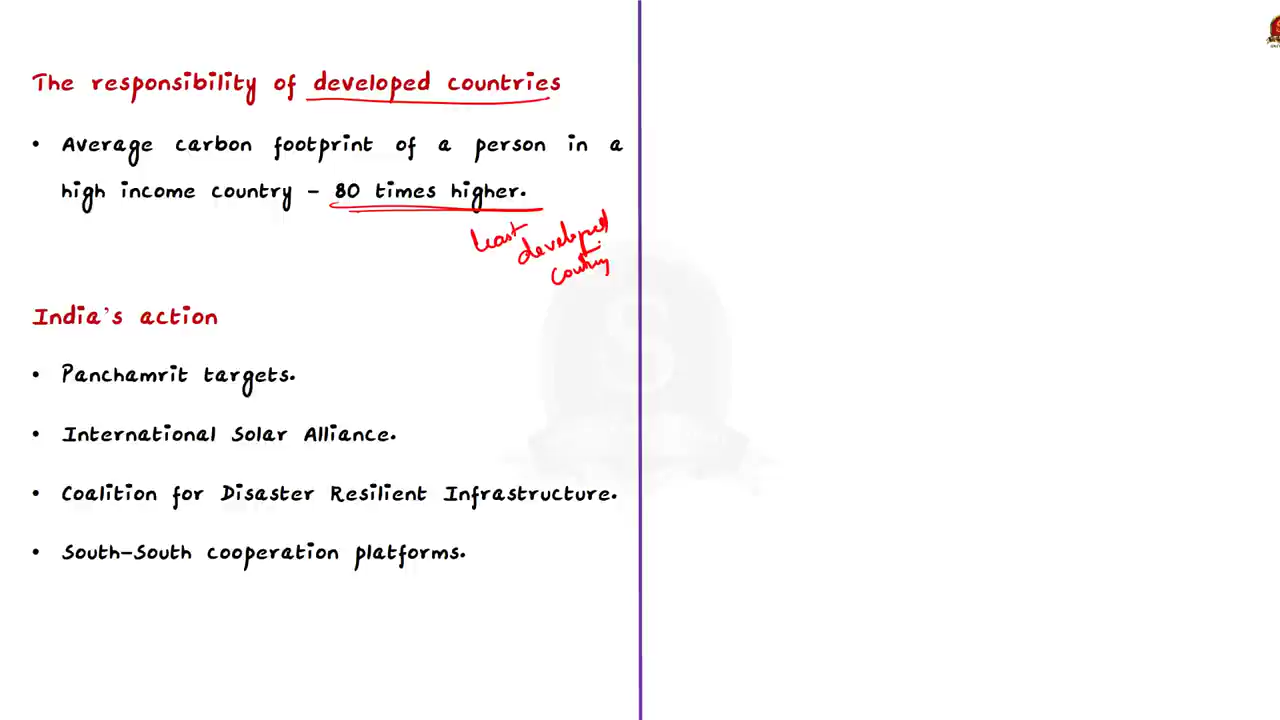 The responsibility of developed countries
• Average carbon footprint of a person in a
high income country - 80 times higher.
least
developed
India's action
• Panchamrit targets.
• International Solar Alliance.
• Coalition for Disaster Resilient Infrastructure.
• South-South cooperation platforms.